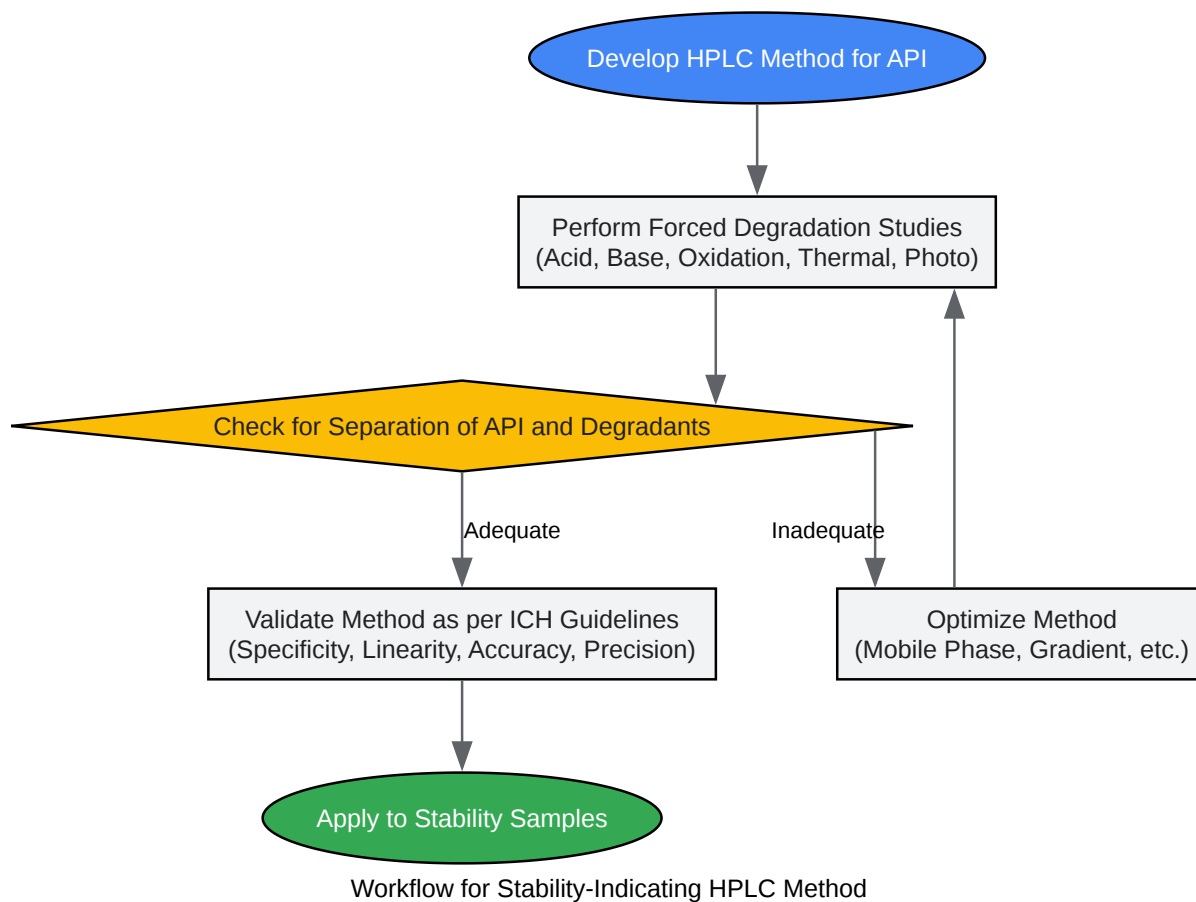 Develop HPLC Method for API
Perform Forced Degradation Studies
(Acid, Base, Oxidation, Thermal, Photo)
Check for Separation of API and Degradants
Adequate
Inadequate
Validate Method as per ICH Guidelines
(Specificity, Linearity, Accuracy, Precision)
Optimize Method
(Mobile Phase, Gradient, etc.)
Apply to Stability Samples
Workflow for Stability-Indicating HPLC Method